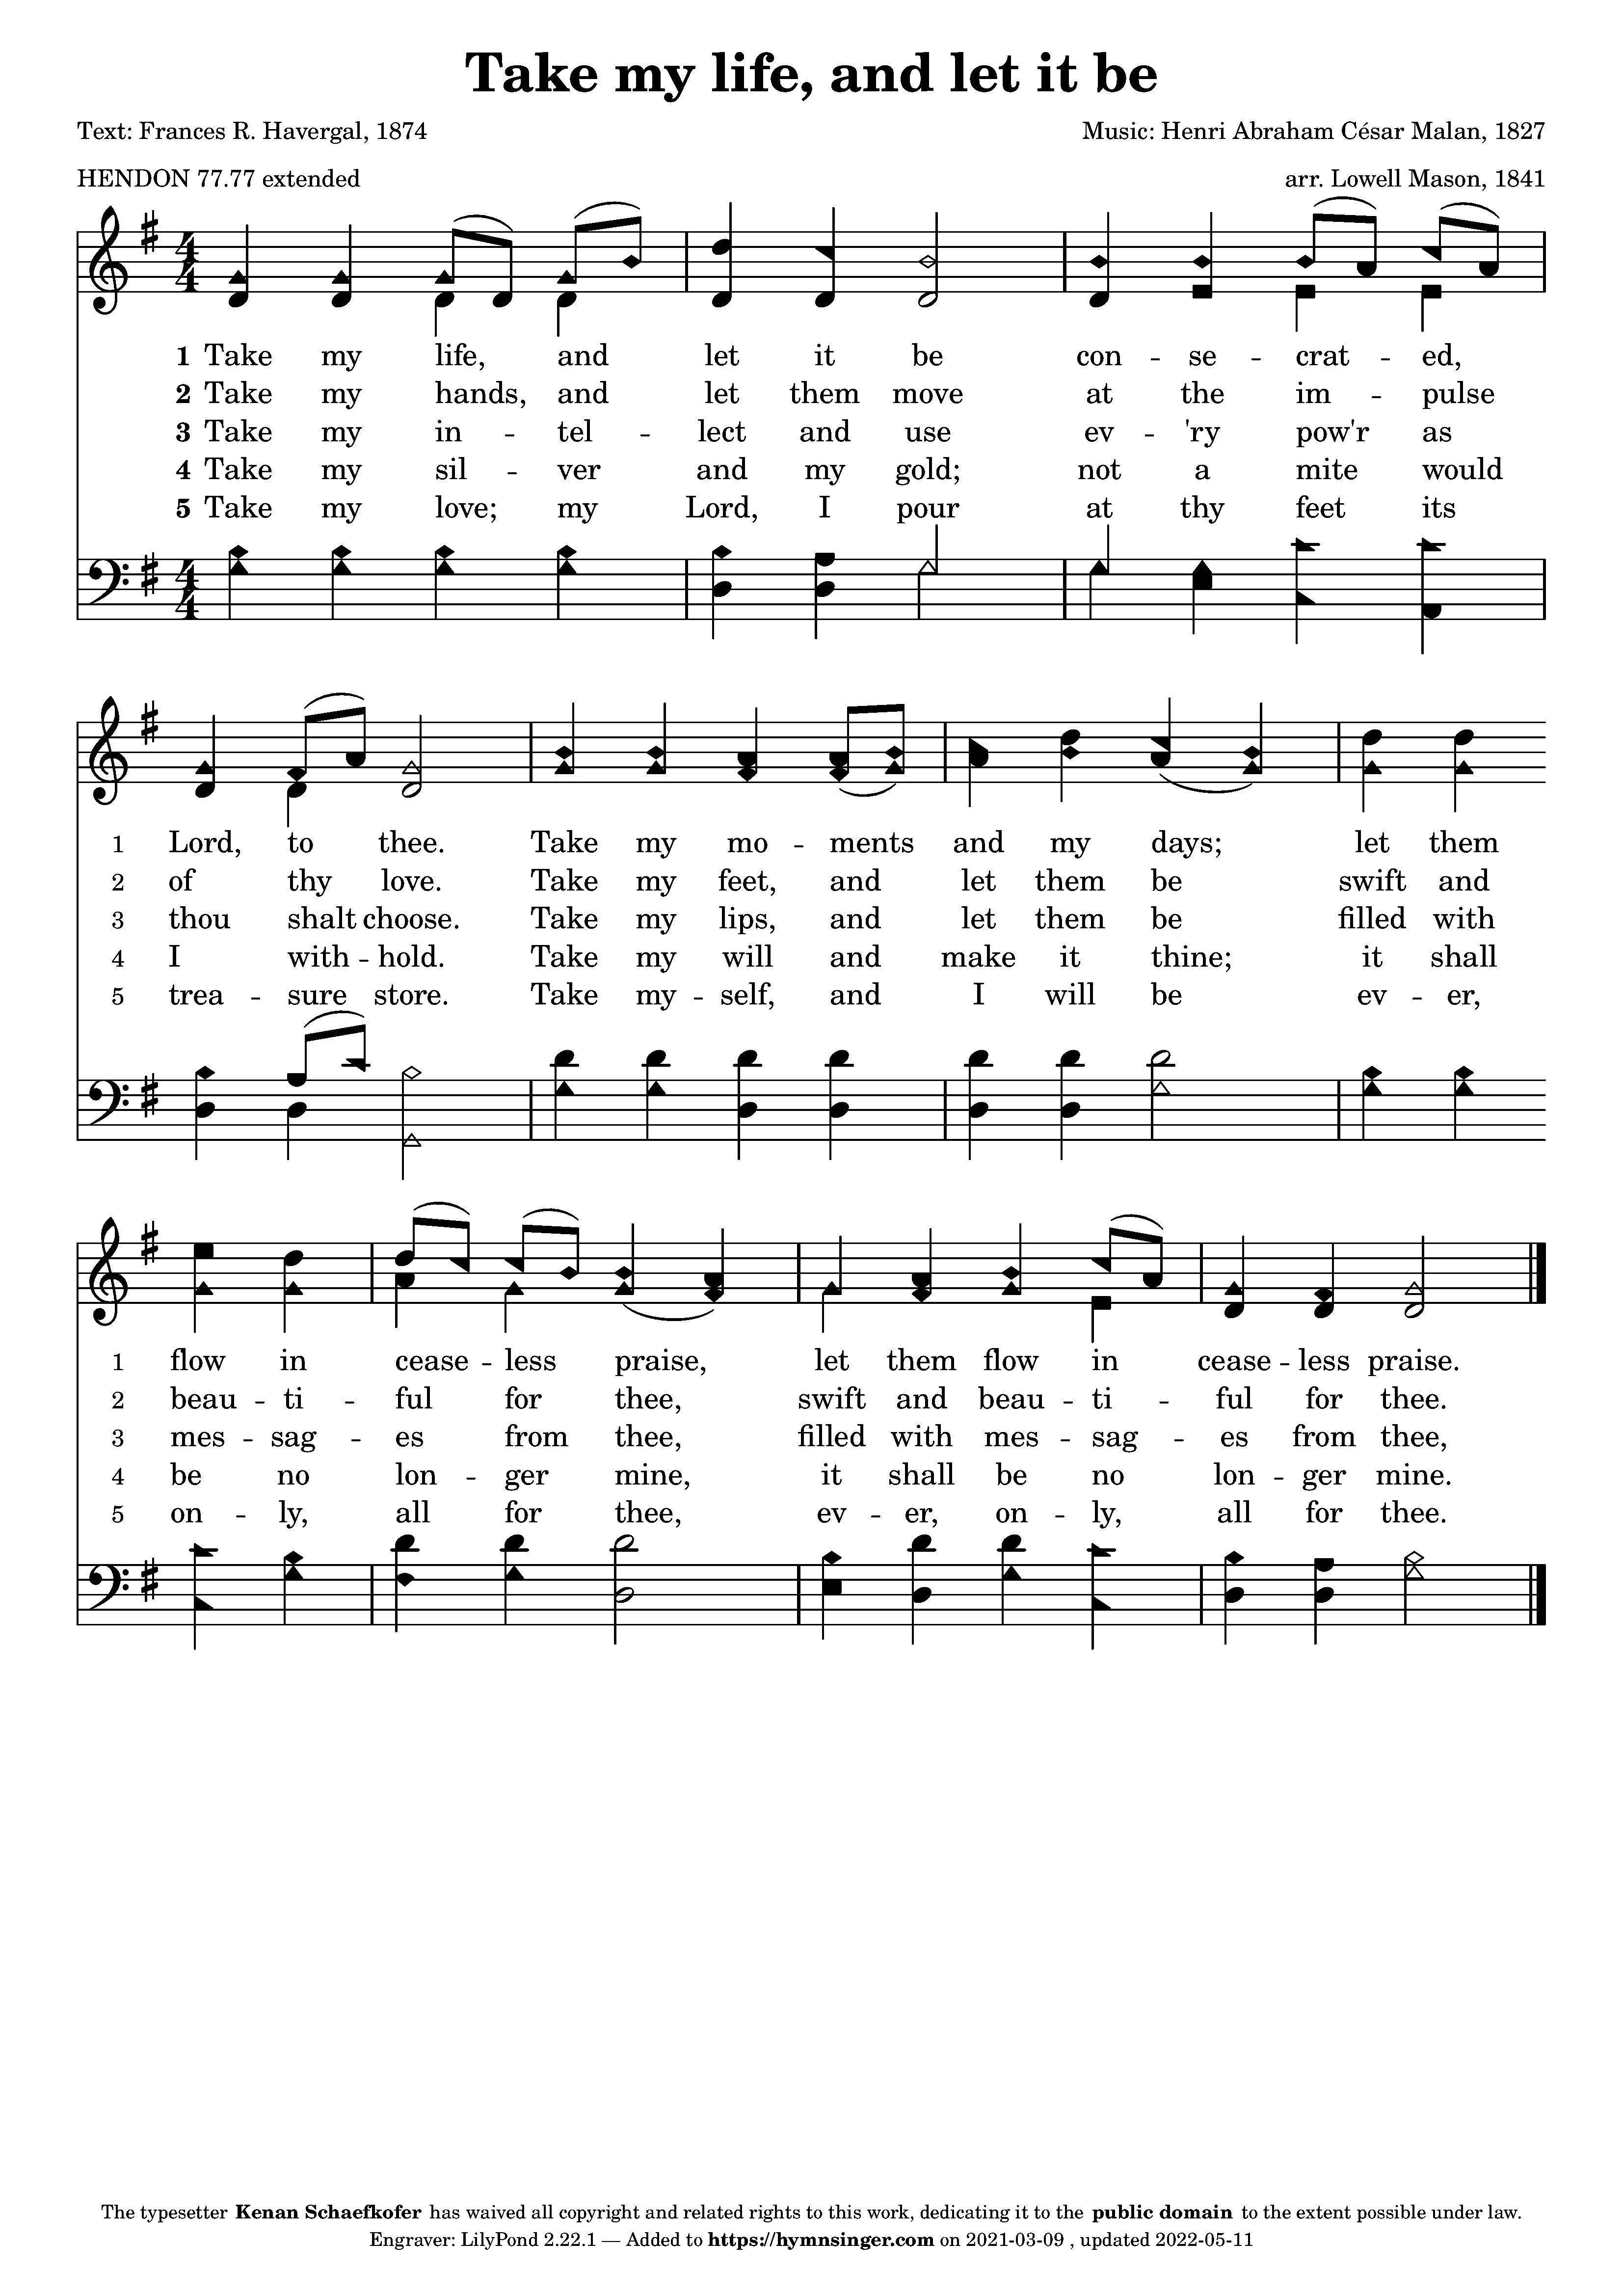 Take my life, and let it be
Text: Frances R. Havergal, 1874
Music: Henri Abraham César Malan, 1827
HENDON 77.77 extended
arr. Lowell Mason, 1841
1 Take my life, and let it be con - se - crat - ed,
2 Take my hands, and let them move at the im - pulse
3 Take my in - tel - lect and use ev - 'ry pow'r as
4 Take my sil - ver and my gold; not a mite would
5 Take my love; my Lord, I pour at thy feet its
1 Lord, to thee. Take my mo - ments and my days; let them
2 of thy love. Take my feet, and let them be swift and
3 thou shalt choose. Take my lips, and let them be filled with
4 I with - hold. Take my will and make it thine; it shall
5 trea - sure store. Take my - self, and I will be ev - er,
1 flow in cease - less praise, let them flow in cease - less praise.
2 beau - ti - ful for thee, swift and beau - ti - ful for thee.
3 mes - sag - es from thee, filled with mes - sag - es from thee,
4 be no lon - ger mine, it shall be no lon - ger mine.
5 on - ly, all for thee, ev - er, on - ly, all for thee.
The typesetter Kenan Schaefkofer has waived all copyright and related rights to this work, dedicating it to the public domain to the extent possible under law.
Engraver: LilyPond 2.22.1 — Added to https://hymnsinger.com on 2021-03-09 , updated 2022-05-11